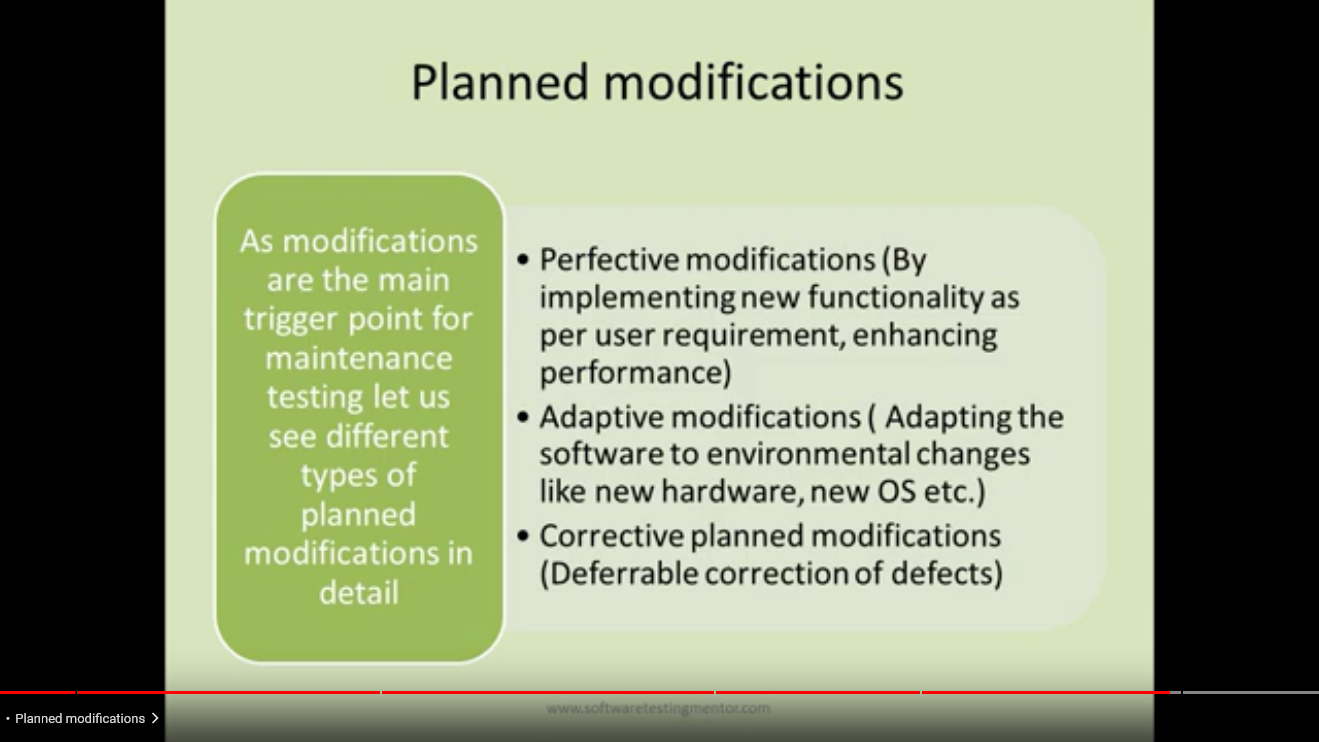 Planned modifications
As modifications
are the main
trigger point for
maintenance
testing let us
see different
types of
planned
modifications in
detail
• Perfective modifications (By
implementing new functionality as
per user requirement, enhancing
performance)
• Adaptive modifications ( Adapting the
software to environmental changes
like new hardware, new OS etc.)
• Corrective planned modifications
(Deferrable correction of defects)
www.softwaretestingmentor.com
• Planned modifications >